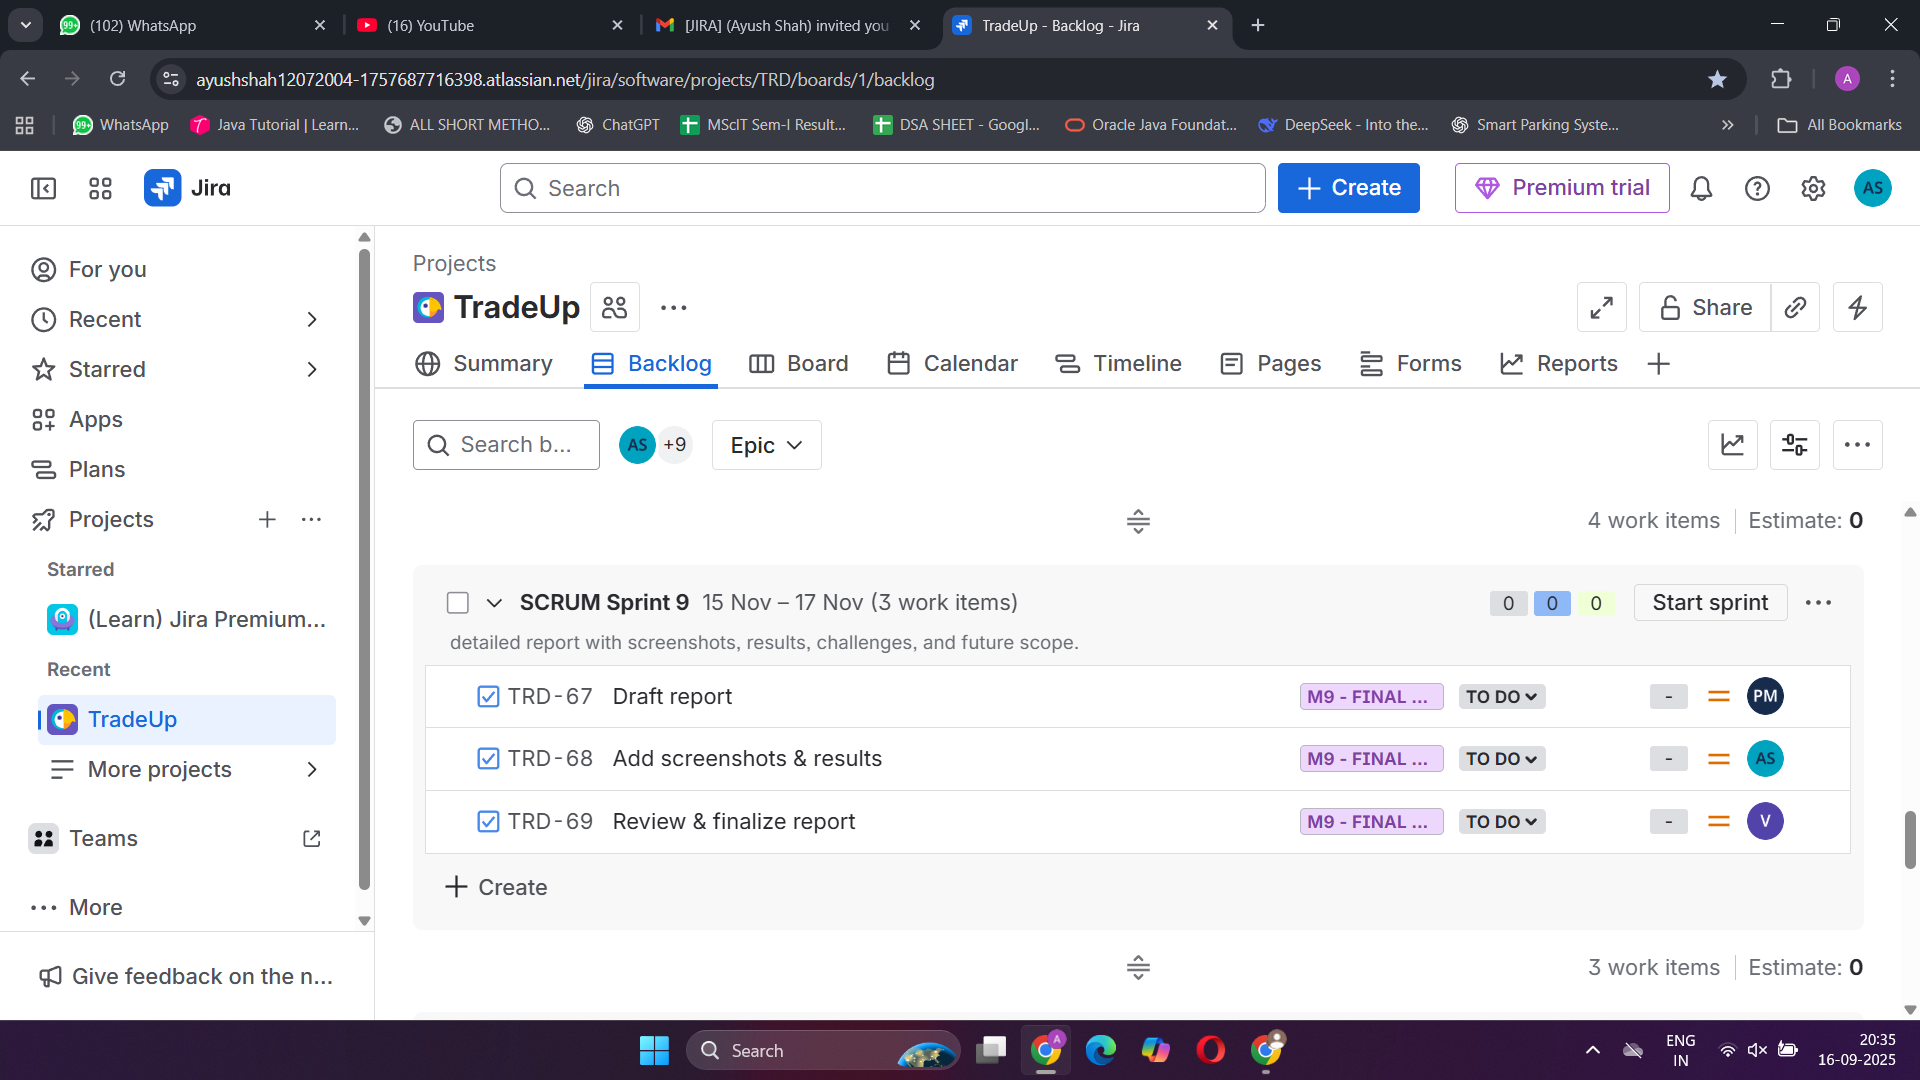 (102) WhatsApp
(16) YouTube
[JIRA] (Ayush Shah) invited you
TradeUp - Backlog - Jira
ayushshah12072004-1757687716398.atlassian.net/jira/software/projects/TRD/boards/1/backlog
A
WhatsApp
Java Tutorial | Learn...
ALL SHORT METHO...
ChatGPT
MScIT Sem-I Result...
DSA SHEET - Googl...
Oracle Java Foundat...
DeepSeek - Into the...
Smart Parking Syste...
All Bookmarks
Jira
Search
Create
Premium trial
AS
For you
Recent
Starred
Apps
Plans
Projects
Starred
(Learn) Jira Premium...
Recent
TradeUp
More projects
Teams
More
Give feedback on the n...
Projects
TradeUp
Share
Summary
Backlog
Board
Calendar
Timeline
Pages
Forms
Reports
Search b...
AS +9
Epic
4 work items Estimate: 0
SCRUM Sprint 9 15 Nov – 17 Nov (3 work items)
0 0 0 Start sprint
detailed report with screenshots, results, challenges, and future scope.
TRD-67 Draft report M9 - FINAL ... TO DO - PM
TRD-68 Add screenshots & results M9 - FINAL ... TO DO - AS
TRD-69 Review & finalize report M9 - FINAL ... TO DO - V
Create
3 work items Estimate: 0
Search
A
ENG
IN
20:35
16-09-2025